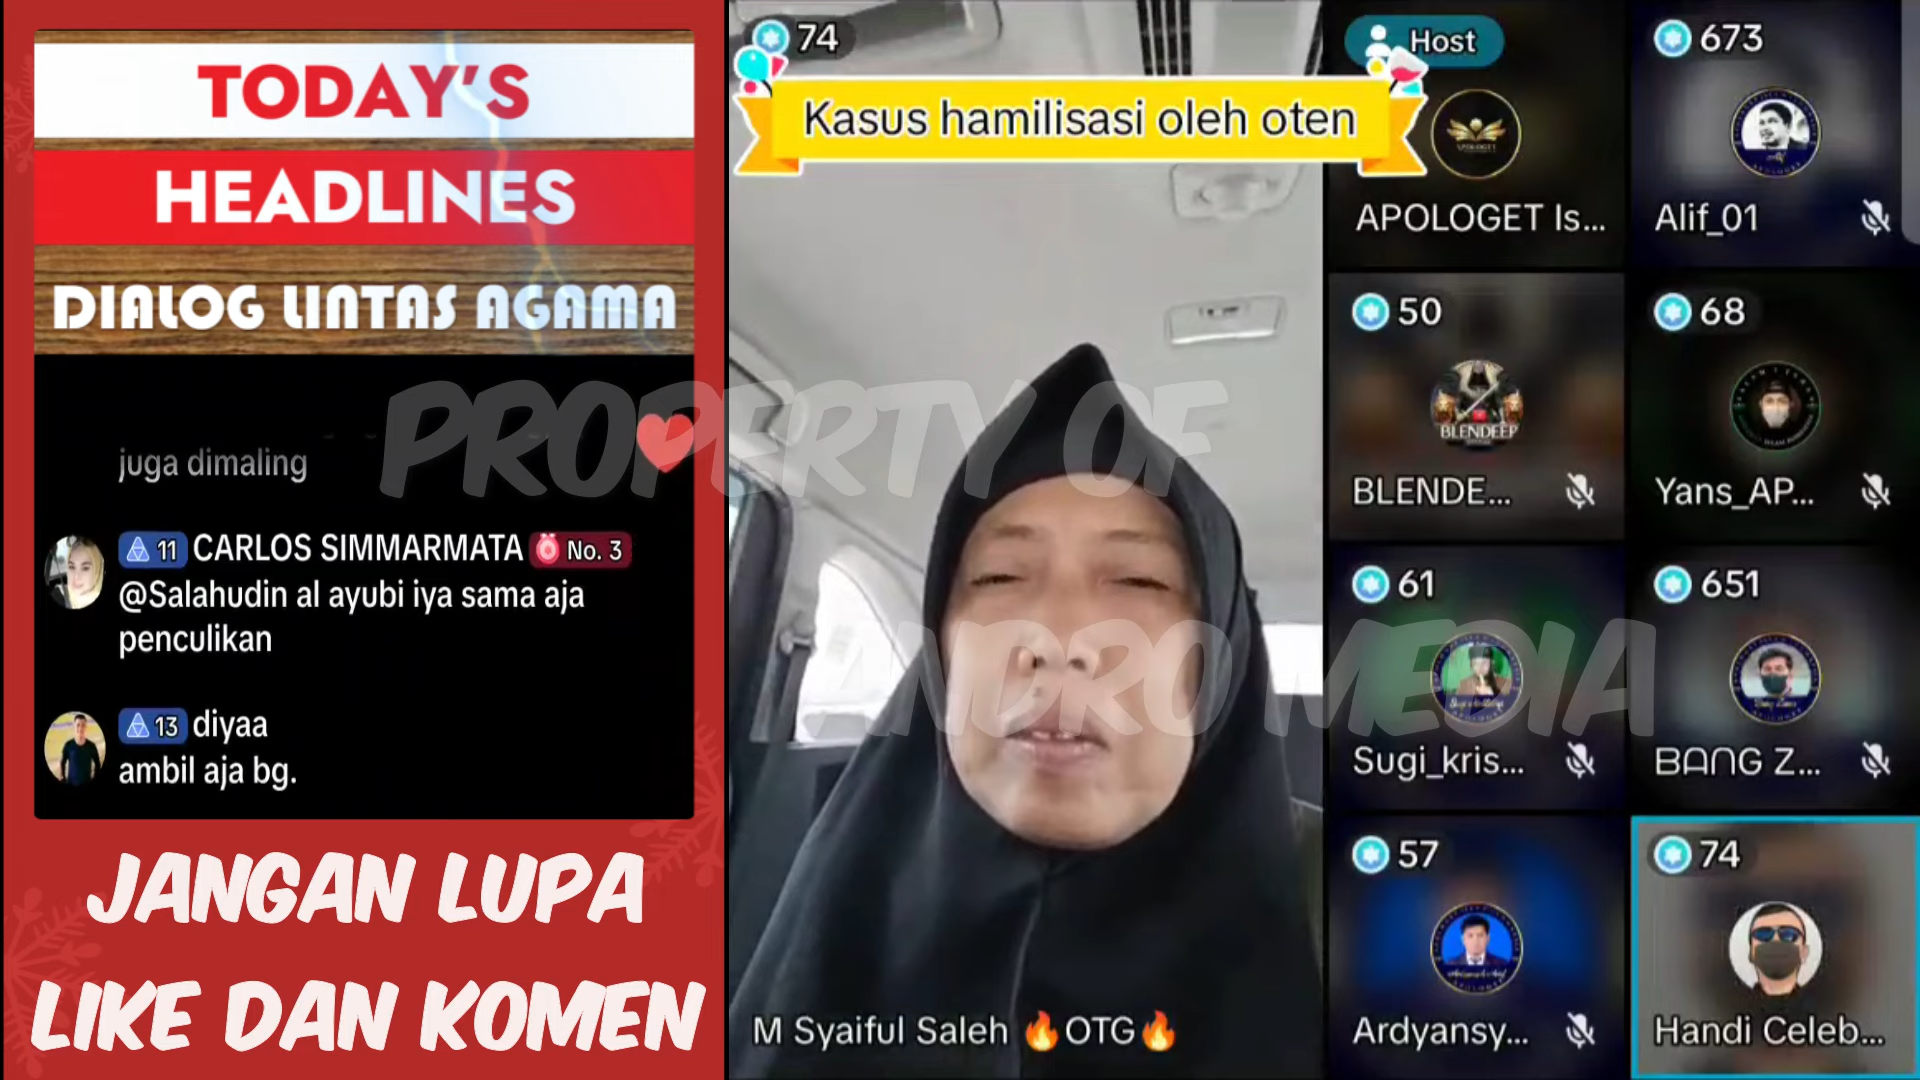 TODAY'S
HEADLINES
DIALOG LINTAS AGAMA
juga dimaling
11 CARLOS SIMMARMATA No. 3
@Salahudin al ayubi iya sama aja
penculikan
13 diyaa
ambil aja bg.
JANGAN LUPA
LIKE DAN KOMEN
PROPERTY OF
ANDRO MEDIA
74
Kasus hamilisasi oleh oten
M Syaiful Saleh 🔥OTG🔥
Host
APOLOGET
APOLOGET Is...
673
Alif_01
50
BLENDEEP
BLENDE...
68
Yans_AP...
61
Sugi_kris...
651
BANG Z...
57
Ardyansy...
74
Handi Celeb...